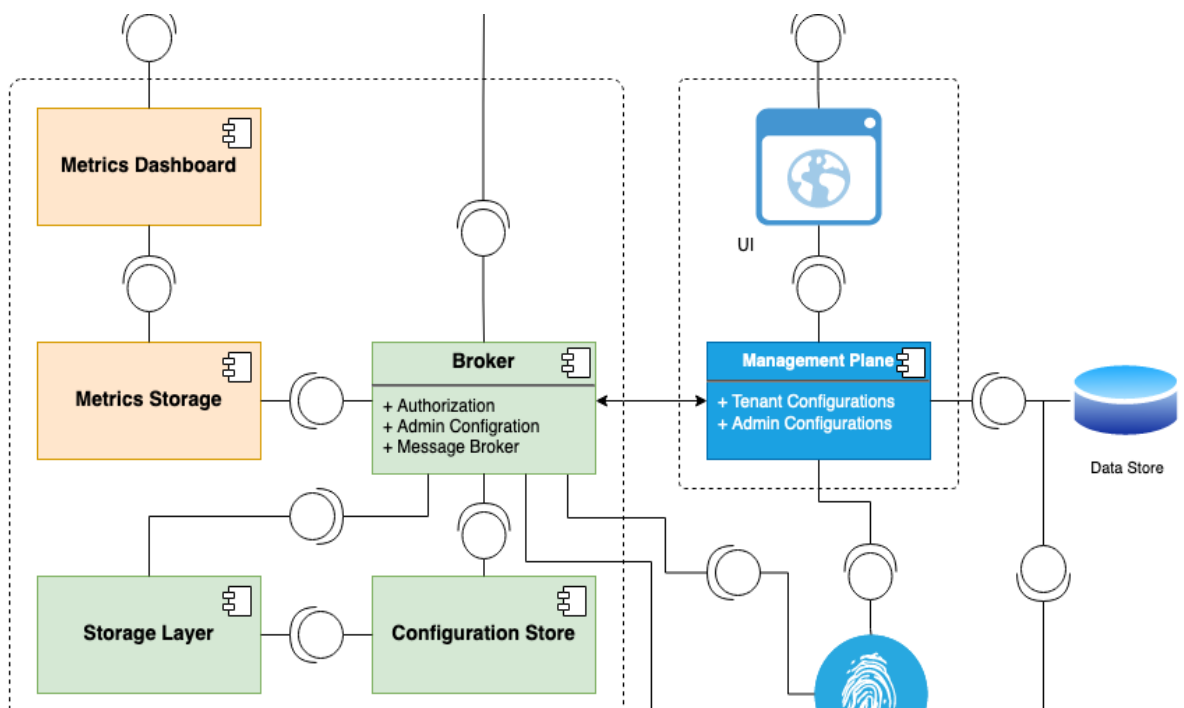 Metrics Dashboard
UI
Metrics Storage
Broker
+ Authorization
+ Admin Configration
+ Message Broker
Management Plane
+ Tenant Configurations
+ Admin Configurations
Data Store
Storage Layer
Configuration Store